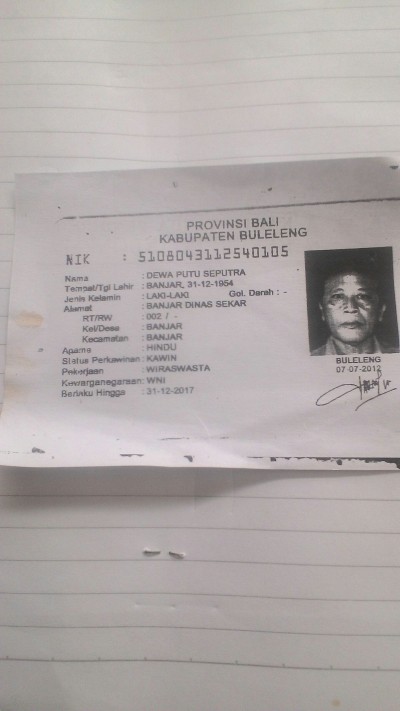 PROVINSI BALI
KABUPATEN BULELENG
NIK : 5108043112540105
Nama : DEWA PUTU SEPUTRA
Tempat/Tgl Lahir : BANJAR, 31-12-1954
Jenis Kelamin : LAKI-LAKI Gol. Darah : -
Alamat : BANJAR DINAS SEKAR
RT/RW : 002 / -
Kel/Desa : BANJAR
Kecamatan : BANJAR
Agama : HINDU
Status Perkawinan : KAWIN
Pekerjaan : WIRASWASTA
Kewarganegaraan : WNI
Berlaku Hingga : 31-12-2017
BULELENG
07-07-2012